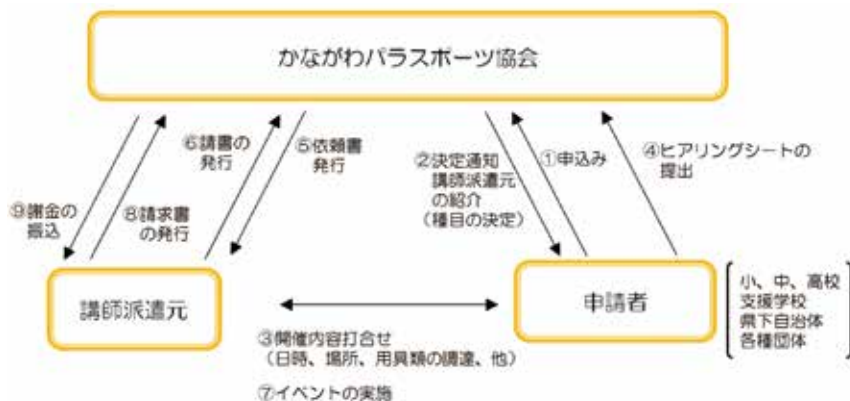 かながわパラスポーツ協会
⑥請書の
発行
⑤依頼書
発行
②決定通知
講師派遣元
の紹介
(種目の決定)
①申込み
④ヒアリングシートの
提出
⑨謝金の
振込
⑧請求書
の発行
講師派遣元
申請者
小、中、高校
支援学校
県下自治体
各種団体
③開催内容打合せ
(日時、場所、用具類の調達、他)
⑦イベントの実施